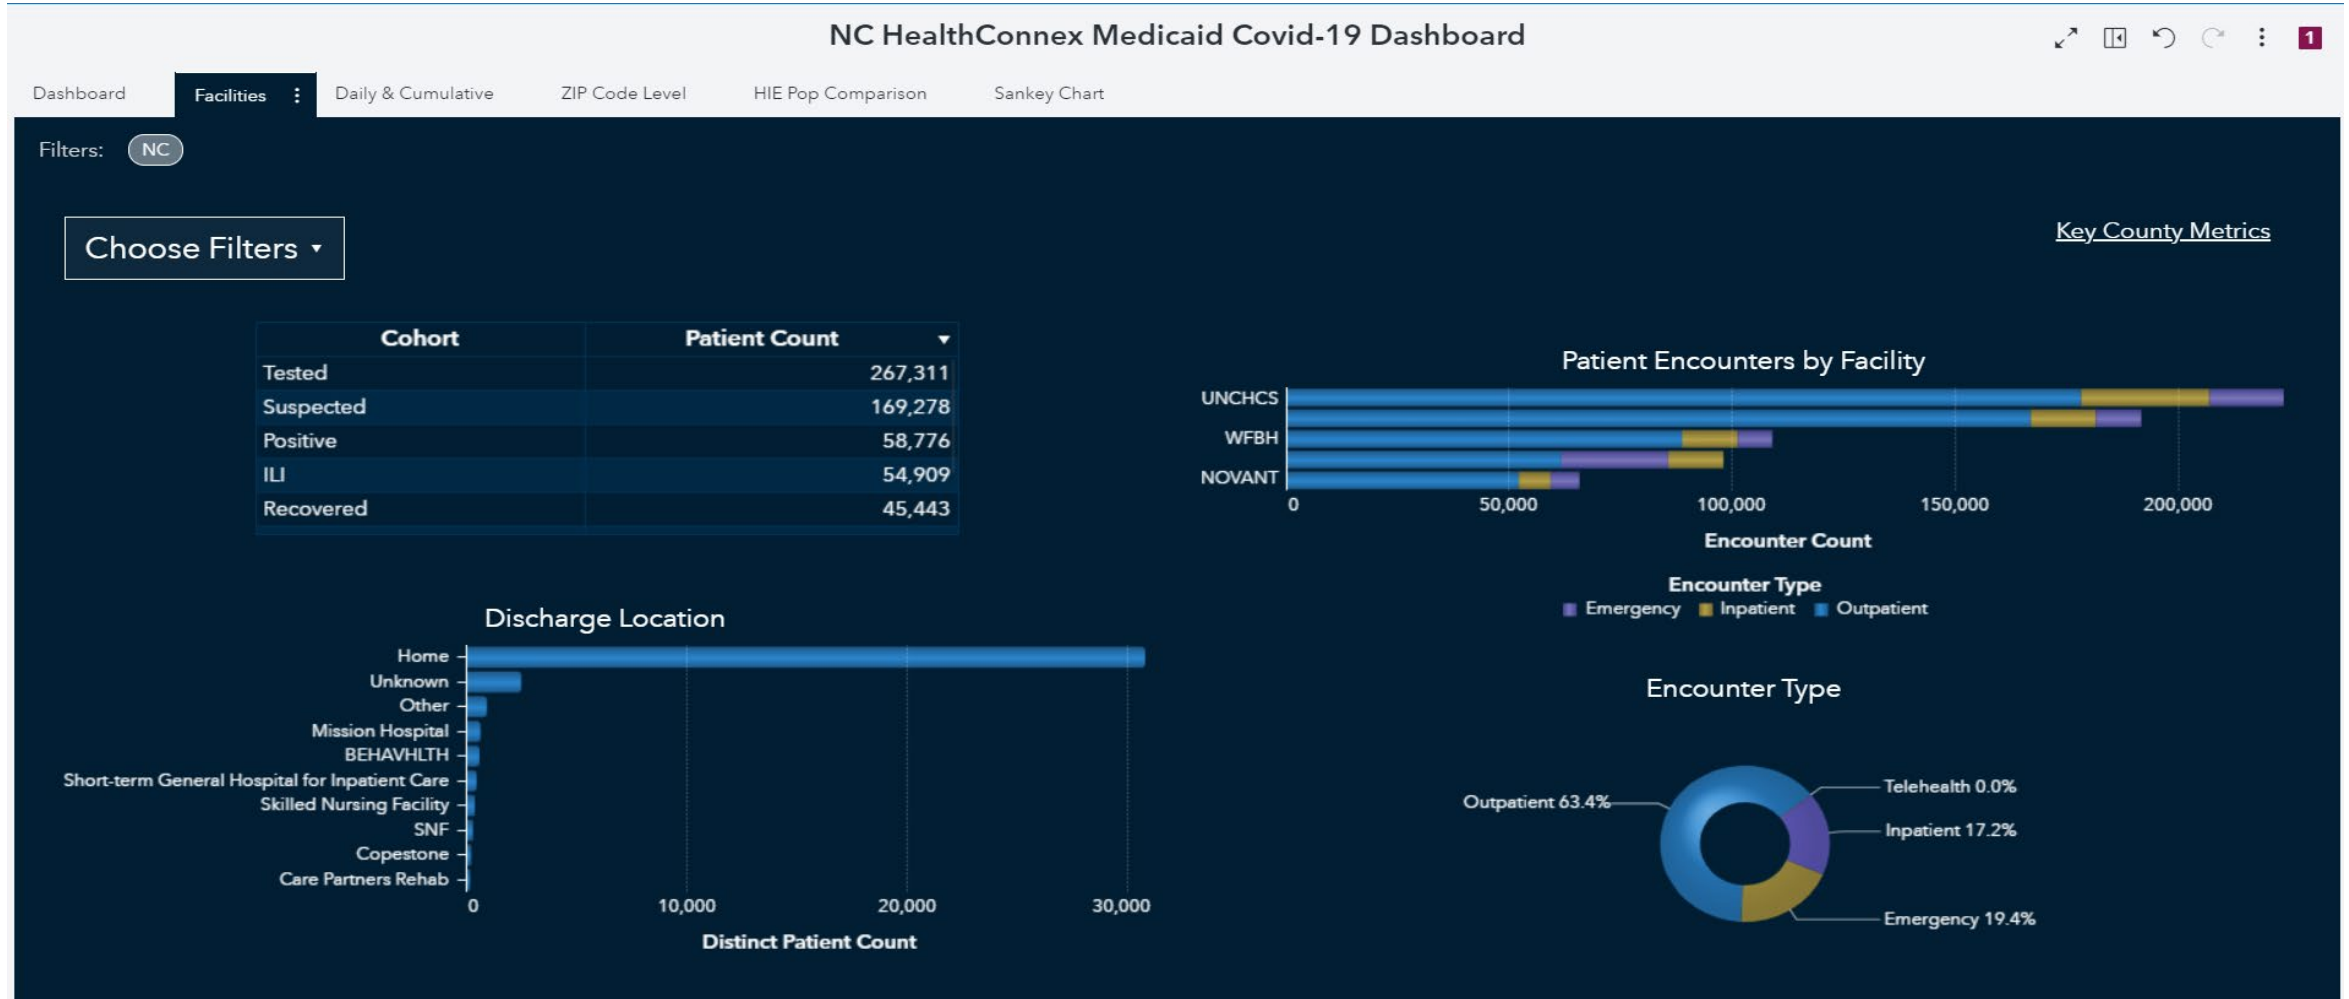 NC HealthConnex Medicaid Covid-19 Dashboard
1
Dashboard Facilities Daily & Cumulative ZIP Code Level HIE Pop Comparison Sankey Chart
Filters: NC
Choose Filters
Key County Metrics
Cohort Patient Count
Tested 267,311
Suspected 169,278
Positive 58,776
ILI 54,909
Recovered 45,443
Patient Encounters by Facility
UNCHCS
WFBH
NOVANT
0 50,000 100,000 150,000 200,000
Encounter Count
Encounter Type
Emergency Inpatient Outpatient
Discharge Location
Home
Unknown
Other
Mission Hospital
BEHAVHLTH
Short-term General Hospital for Inpatient Care
Skilled Nursing Facility
SNF
Copestone
Care Partners Rehab
0 10,000 20,000 30,000
Distinct Patient Count
Encounter Type
Telehealth 0.0%
Outpatient 63.4%
Inpatient 17.2%
Emergency 19.4%